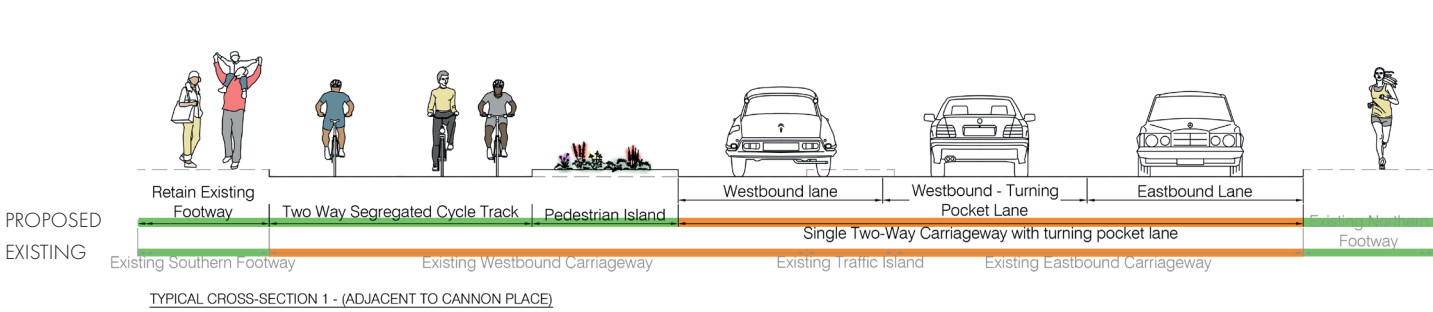 Retain Existing
Footway
Two Way Segregated Cycle Track
Pedestrian Island
Westbound lane
Westbound - Turning
Pocket Lane
Eastbound Lane
PROPOSED
Existing Northern
Single Two-Way Carriageway with turning pocket lane
Footway
EXISTING
Existing Southern Footway
Existing Westbound Carriageway
Existing Traffic Island
Existing Eastbound Carriageway
TYPICAL CROSS-SECTION 1 - (ADJACENT TO CANNON PLACE)